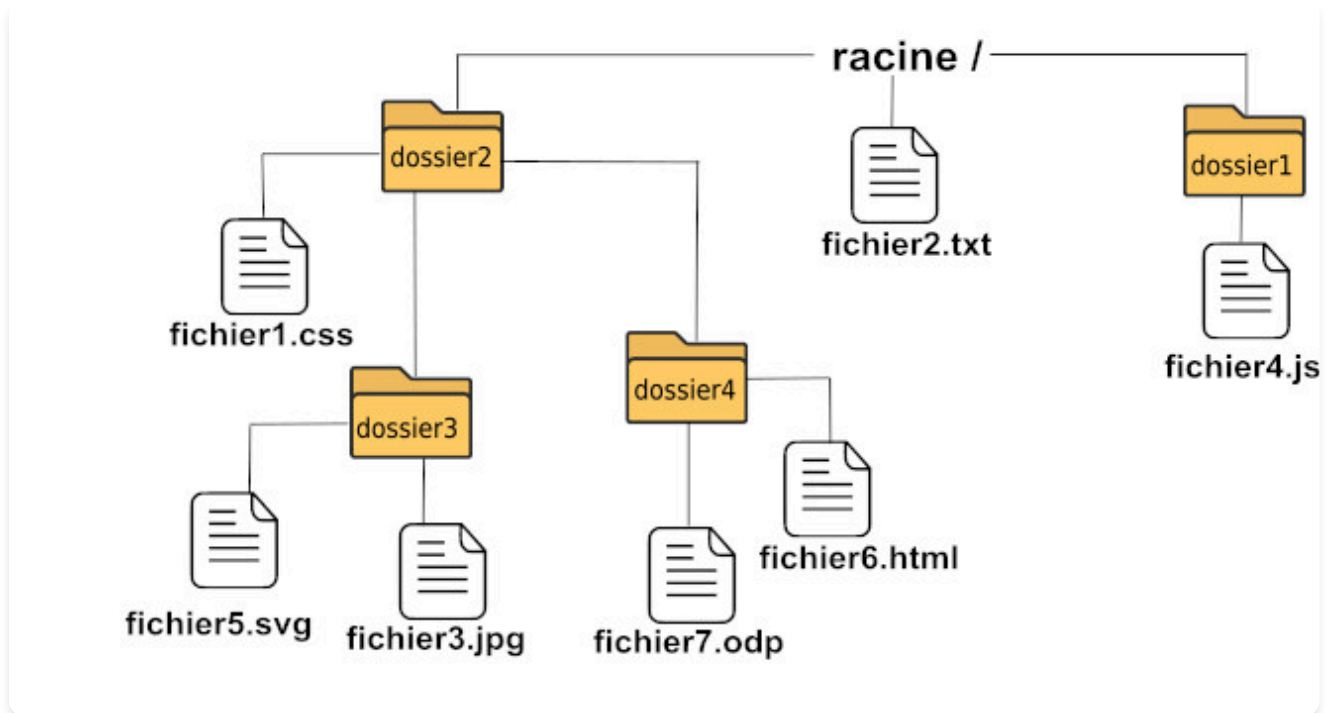 racine /
dossier2
dossier1
fichier2.txt
fichier1.css
fichier4.js
dossier4
dossier3
fichier6.html
fichier5.svg
fichier3.jpg
fichier7.odp